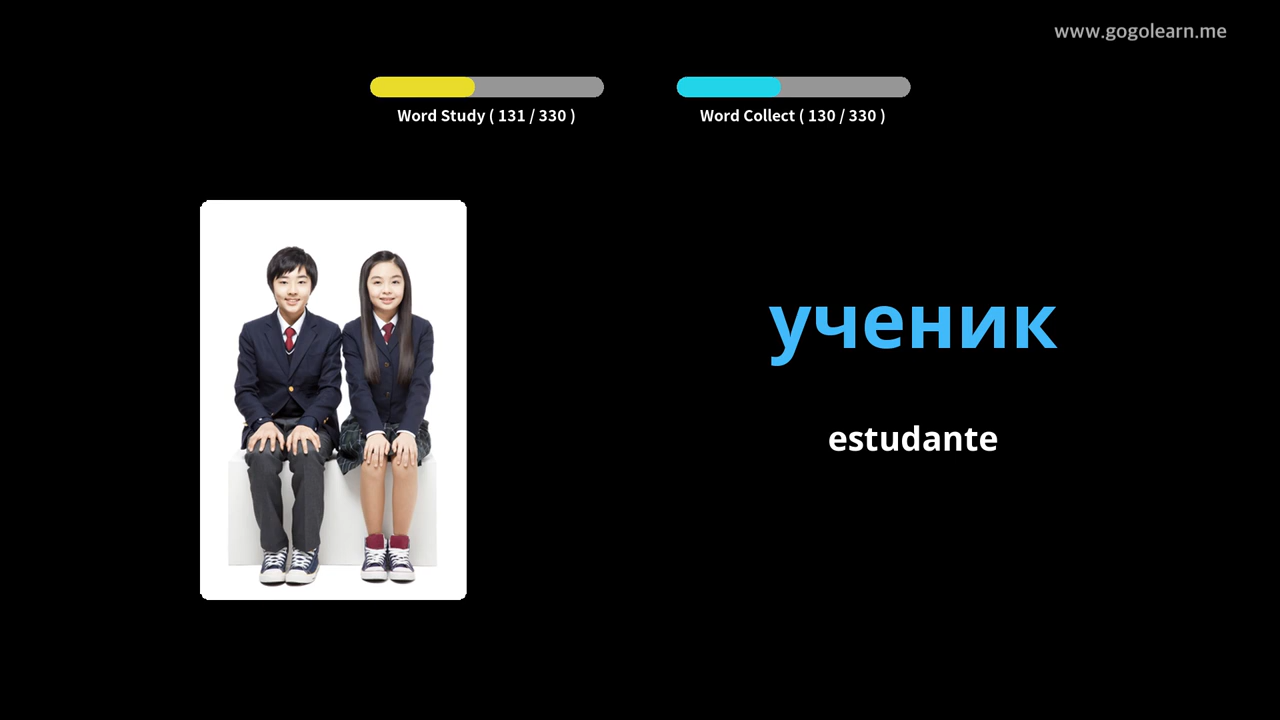 www.gogolearn.me
Word Study ( 131 / 330 )
Word Collect ( 130 / 330 )
ученик
estudante